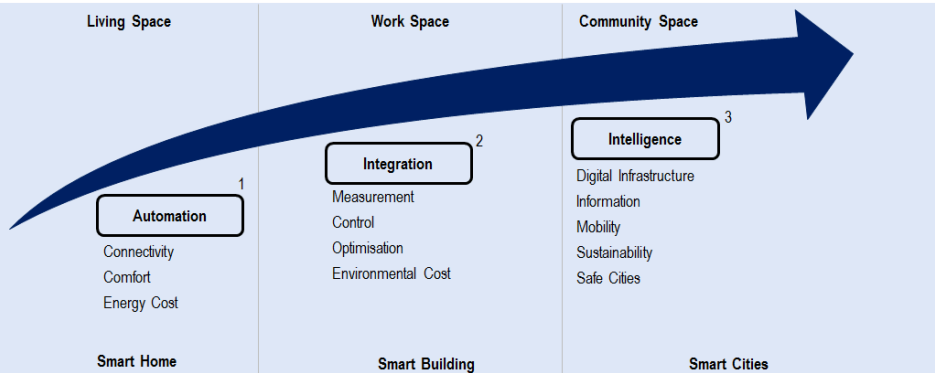 Living Space
Work Space
Community Space
1
Automation
Connectivity
Comfort
Energy Cost
2
Integration
Measurement
Control
Optimisation
Environmental Cost
3
Intelligence
Digital Infrastructure
Information
Mobility
Sustainability
Safe Cities
Smart Home
Smart Building
Smart Cities